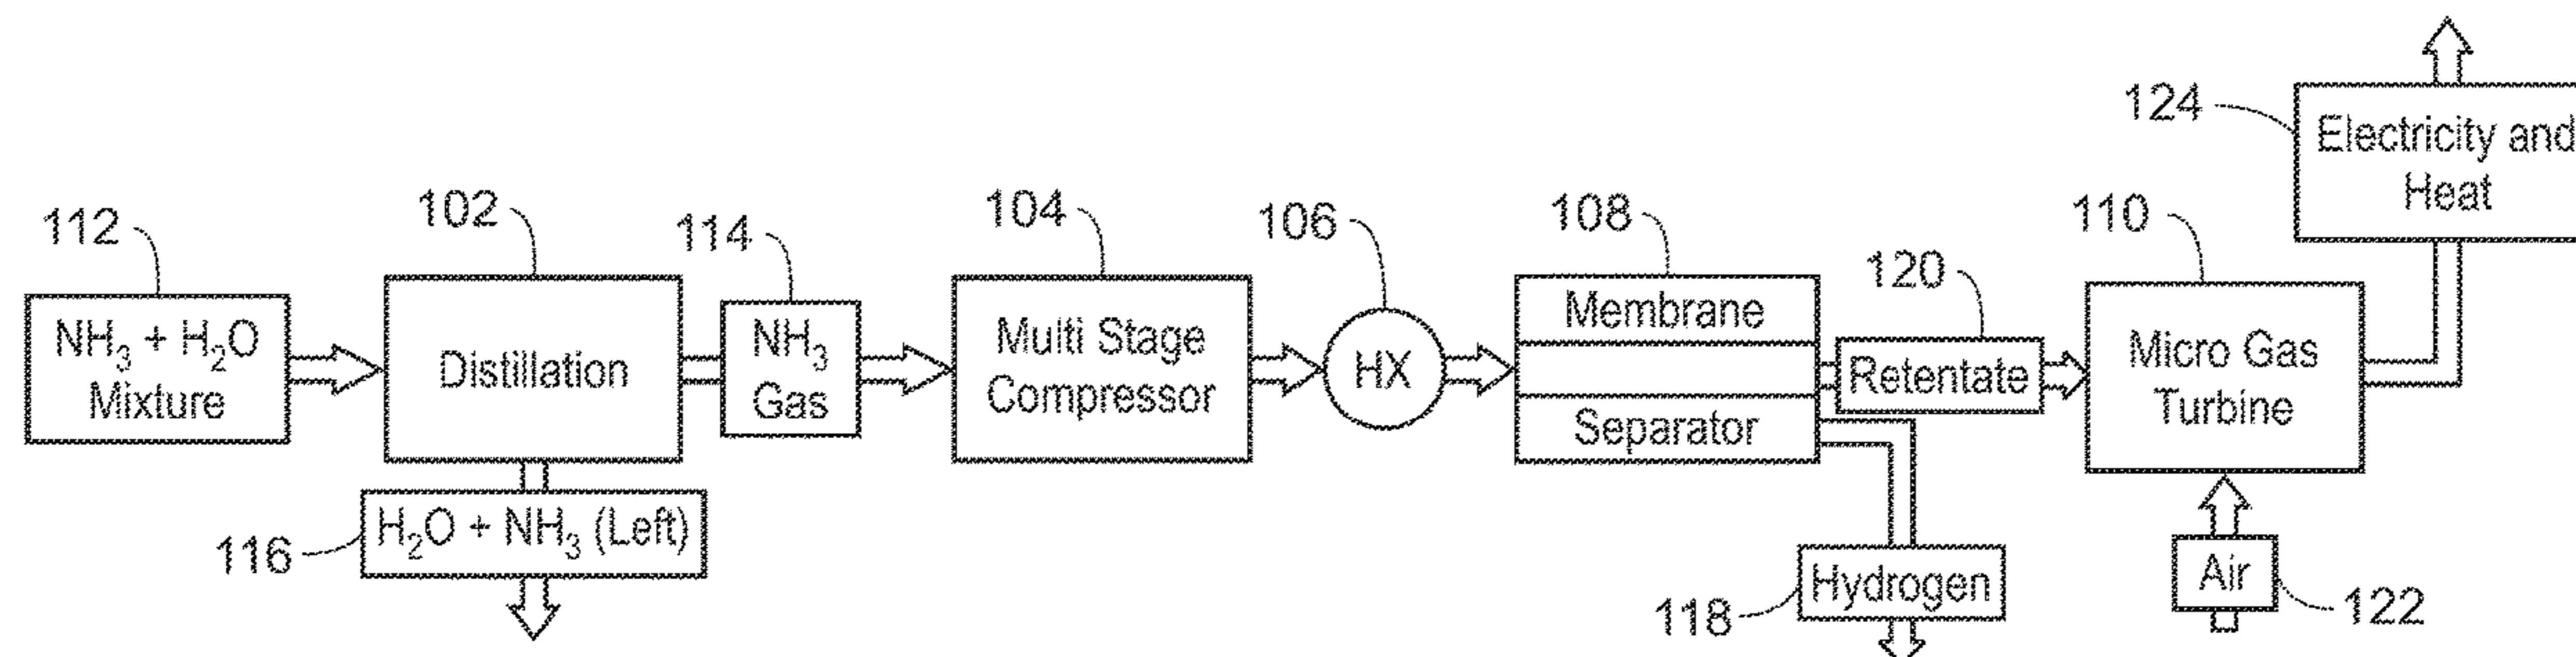 112
NH₃ + H₂O
Mixture
102
Distillation
116
H₂O + NH₃ (Left)
114
NH₃
Gas
104
Multi Stage
Compressor
106
HX
108
Membrane
Separator
120
Retentate
118
Hydrogen
110
Micro Gas
Turbine
Air
122
124
Electricity and
Heat